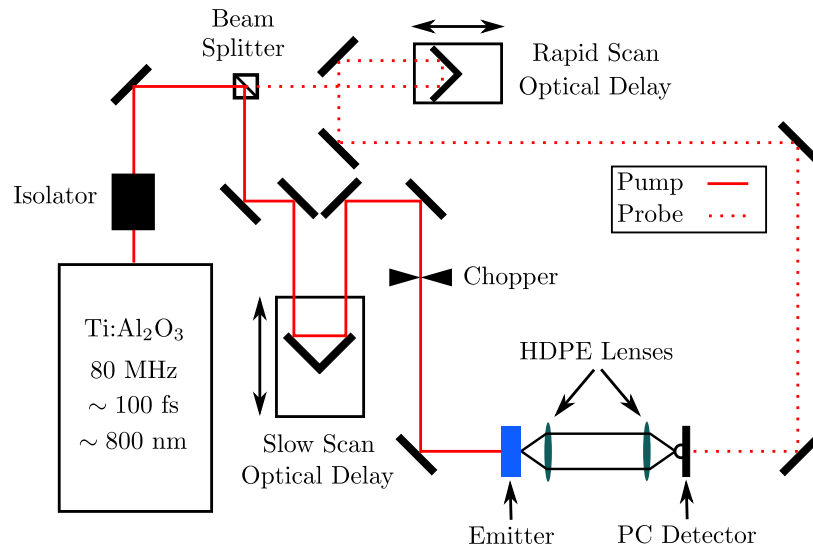 Beam
Splitter
Rapid Scan
Optical Delay
Isolator
Pump
Probe
Chopper
Ti:Al₂O₃
80 MHz
∼ 100 fs
∼ 800 nm
HDPE Lenses
Slow Scan
Optical Delay
Emitter
PC Detector